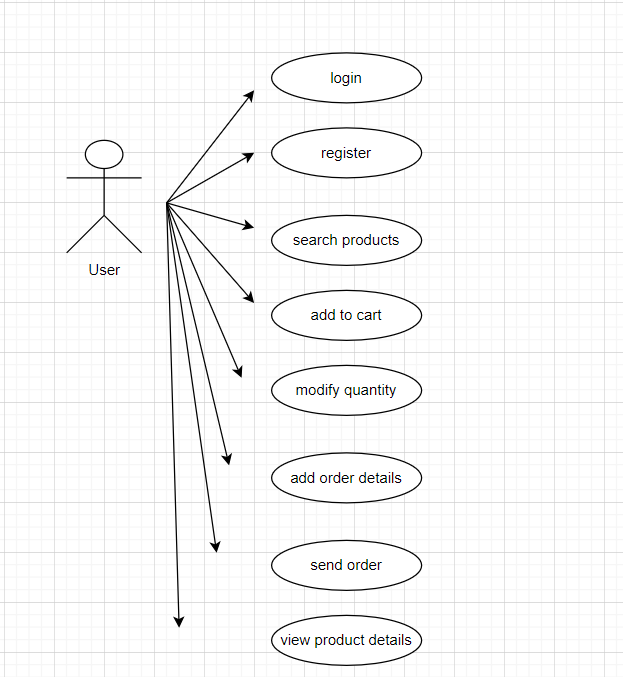 login
register
search products
add to cart
modify quantity
add order details
send order
view product details
User